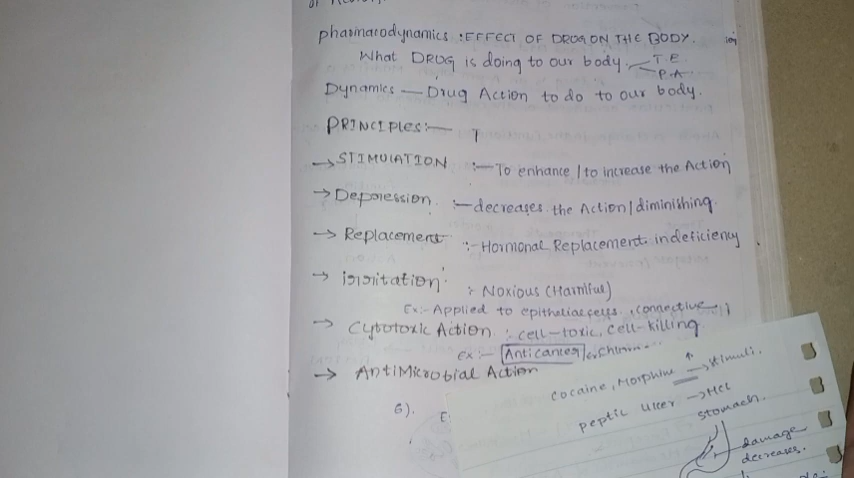 pharmacodynamics : EFFECT OF DRUG ON THE BODY.
What DRUG is doing to our body. T.E.
P.A.
Dynamics — Drug Action to do to our body.
PRINCIPLES:—
→ STIMULATION :— To enhance / to increase the Action
→ Depression :— decreases the Action / diminishing.
→ Replacement :- Hormonal Replacement in deficiency.
→ irritation : Noxious (Harmful)
Ex:- Applied to epithelial cells, connective
→ Cytotoxic Action : cell-toxic, cell-killing
Ex:— Anticancer
→ AntiMicrobial Action
6).
cocaine, Morphine ↑ → stimuli.
peptic ulcer → HCL
stomach.
damage
decreases.